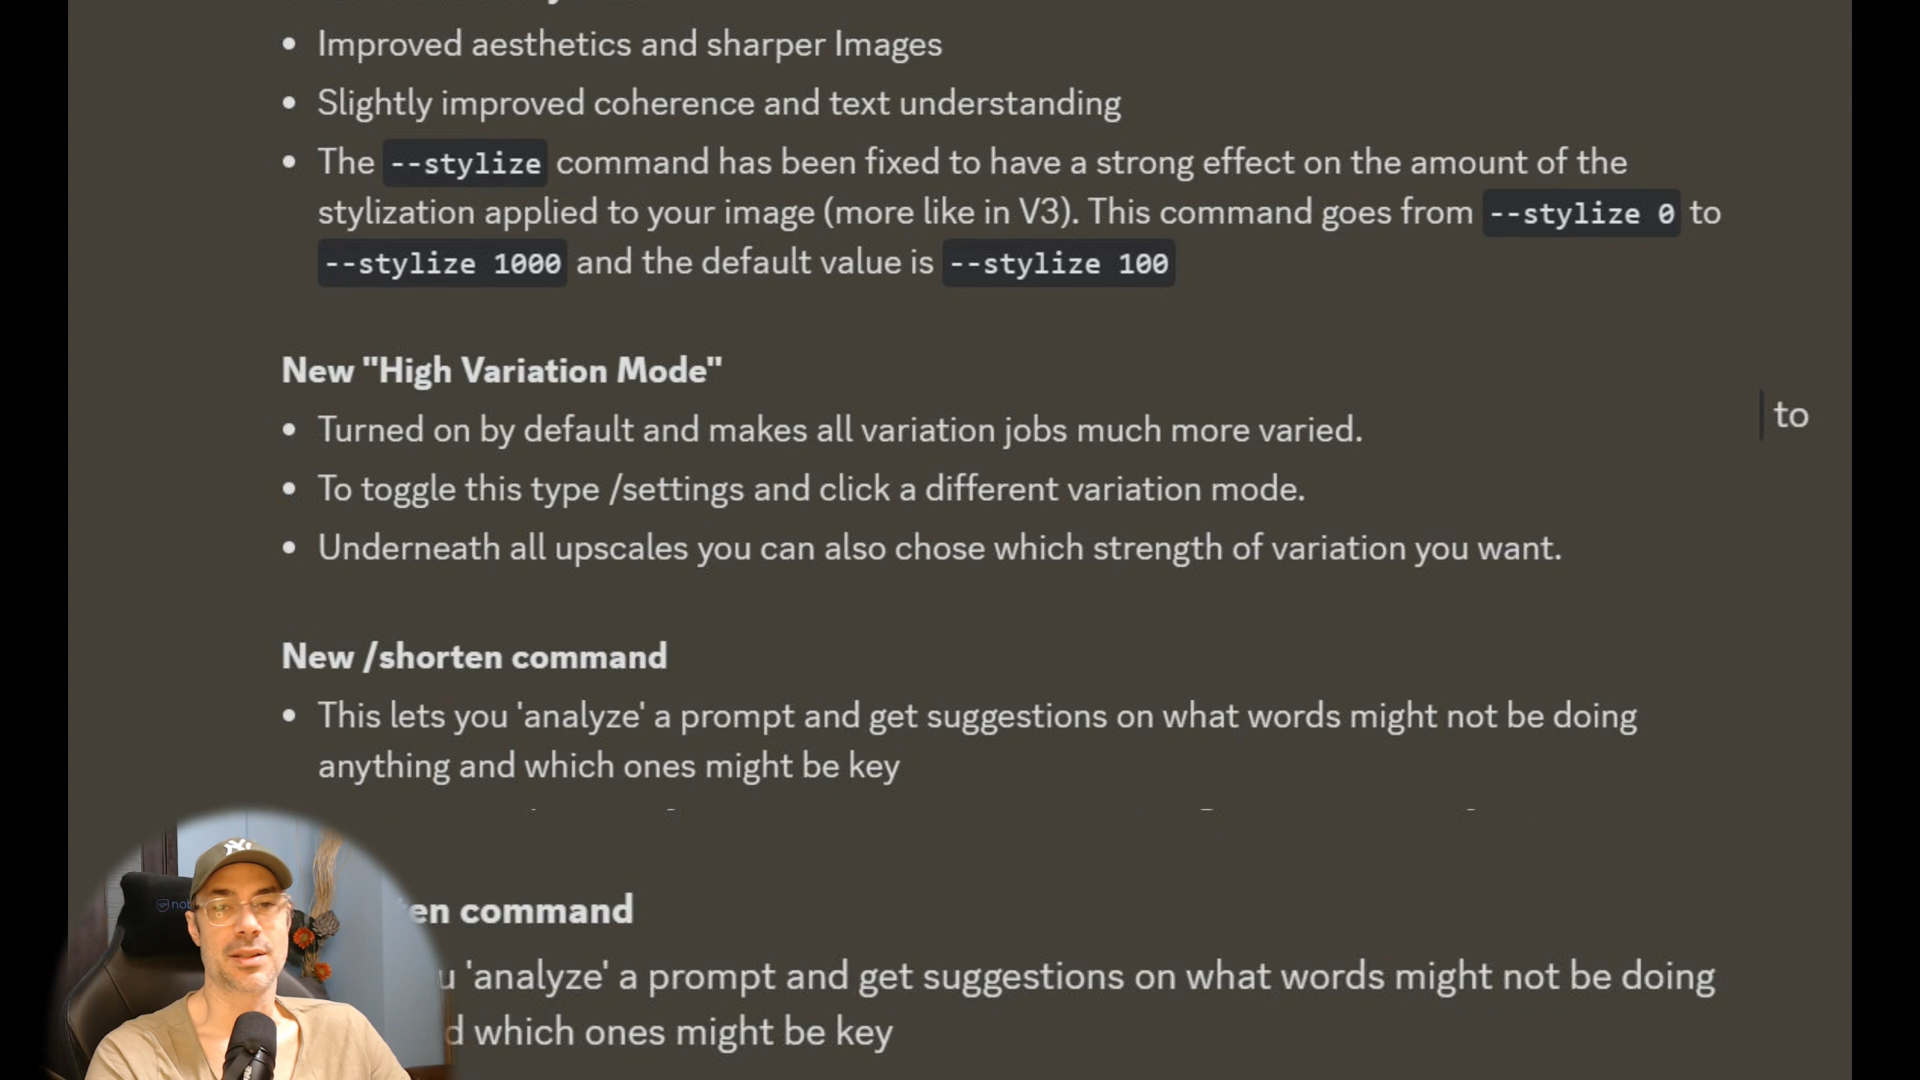 • Improved aesthetics and sharper Images
• Slightly improved coherence and text understanding
• The --stylize command has been fixed to have a strong effect on the amount of the
stylization applied to your image (more like in V3). This command goes from --stylize 0 to
--stylize 1000 and the default value is --stylize 100
New "High Variation Mode"
to
• Turned on by default and makes all variation jobs much more varied.
• To toggle this type /settings and click a different variation mode.
• Underneath all upscales you can also chose which strength of variation you want.
New /shorten command
• This lets you 'analyze' a prompt and get suggestions on what words might not be doing
anything and which ones might be key
en command
u 'analyze' a prompt and get suggestions on what words might not be doing
d which ones might be key
NY